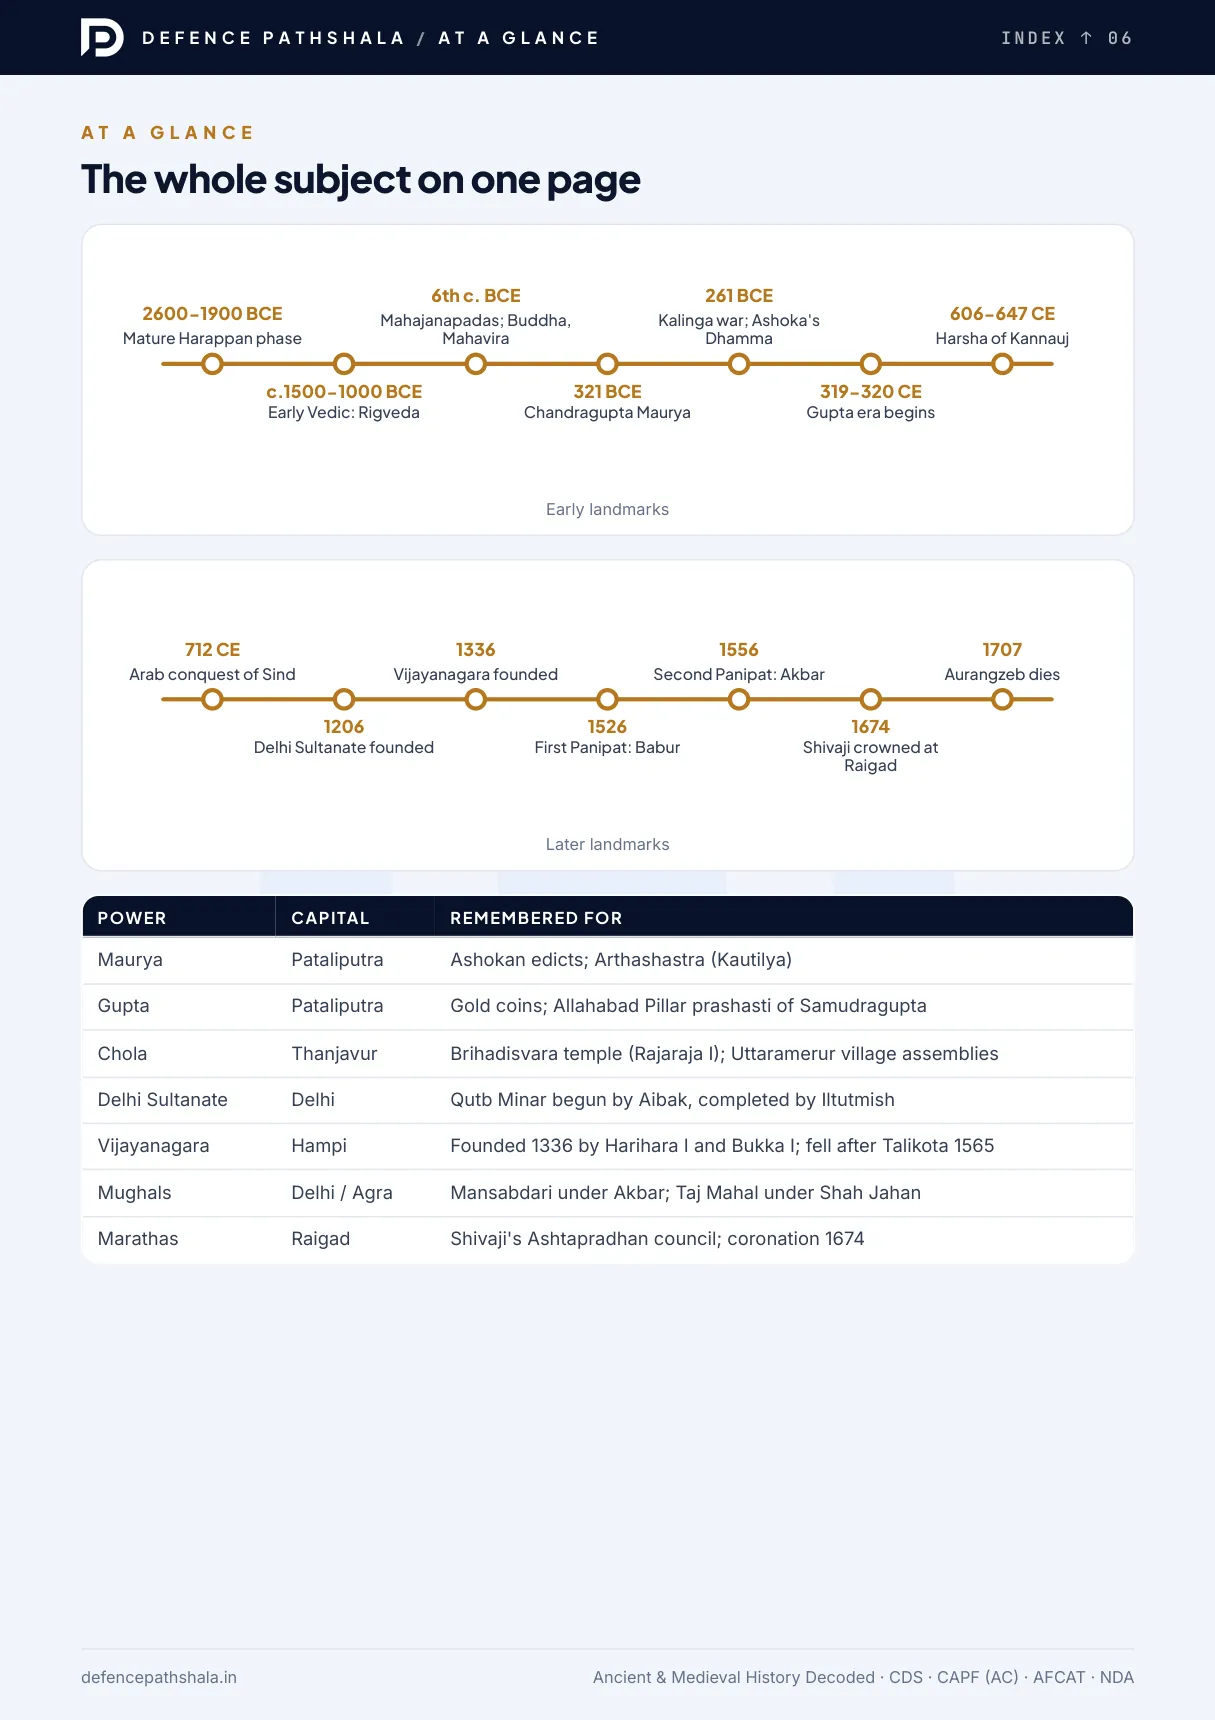 DEFENCE PATHSHALA / AT A GLANCE
INDEX ↑ 06
AT A GLANCE
The whole subject on one page
2600–1900 BCE
Mature Harappan phase
c.1500–1000 BCE
Early Vedic: Rigveda
6th c. BCE
Mahajanapadas; Buddha,
Mahavira
321 BCE
Chandragupta Maurya
261 BCE
Kalinga war; Ashoka's
Dhamma
319–320 CE
Gupta era begins
606–647 CE
Harsha of Kannauj
Early landmarks
712 CE
Arab conquest of Sind
1206
Delhi Sultanate founded
1336
Vijayanagara founded
1526
First Panipat: Babur
1556
Second Panipat: Akbar
1674
Shivaji crowned at
Raigad
1707
Aurangzeb dies
Later landmarks
POWER CAPITAL REMEMBERED FOR
Maurya Pataliputra Ashokan edicts; Arthashastra (Kautilya)
Gupta Pataliputra Gold coins; Allahabad Pillar prashasti of Samudragupta
Chola Thanjavur Brihadisvara temple (Rajaraja I); Uttaramerur village assemblies
Delhi Sultanate Delhi Qutb Minar begun by Aibak, completed by Iltutmish
Vijayanagara Hampi Founded 1336 by Harihara I and Bukka I; fell after Talikota 1565
Mughals Delhi / Agra Mansabdari under Akbar; Taj Mahal under Shah Jahan
Marathas Raigad Shivaji's Ashtapradhan council; coronation 1674
defencepathshala.in
Ancient & Medieval History Decoded · CDS · CAPF (AC) · AFCAT · NDA